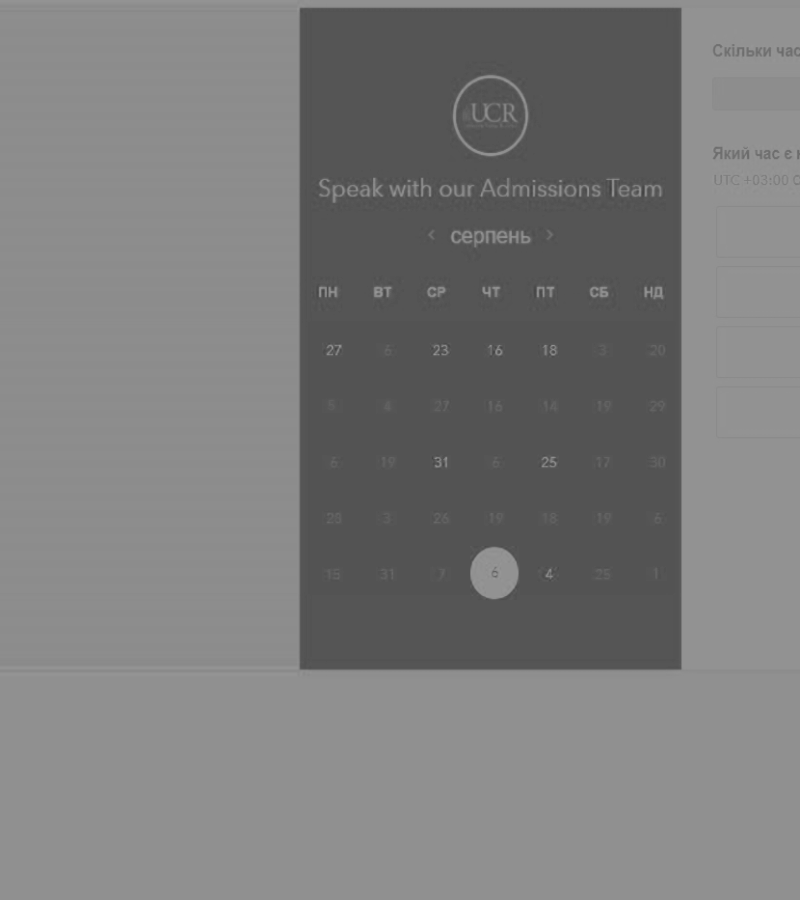 Скільки час
UCR
Який час є
UTC +03:00
Speak with our Admissions Team
‹ серпень ›
ПН ВТ СР ЧТ ПТ СБ НД
27 6 23 16 18 3 20
5 4 27 16 14 19 29
6 19 31 6 25 17 30
28 3 26 19 18 19 6
15 31 7 6 4 25 1